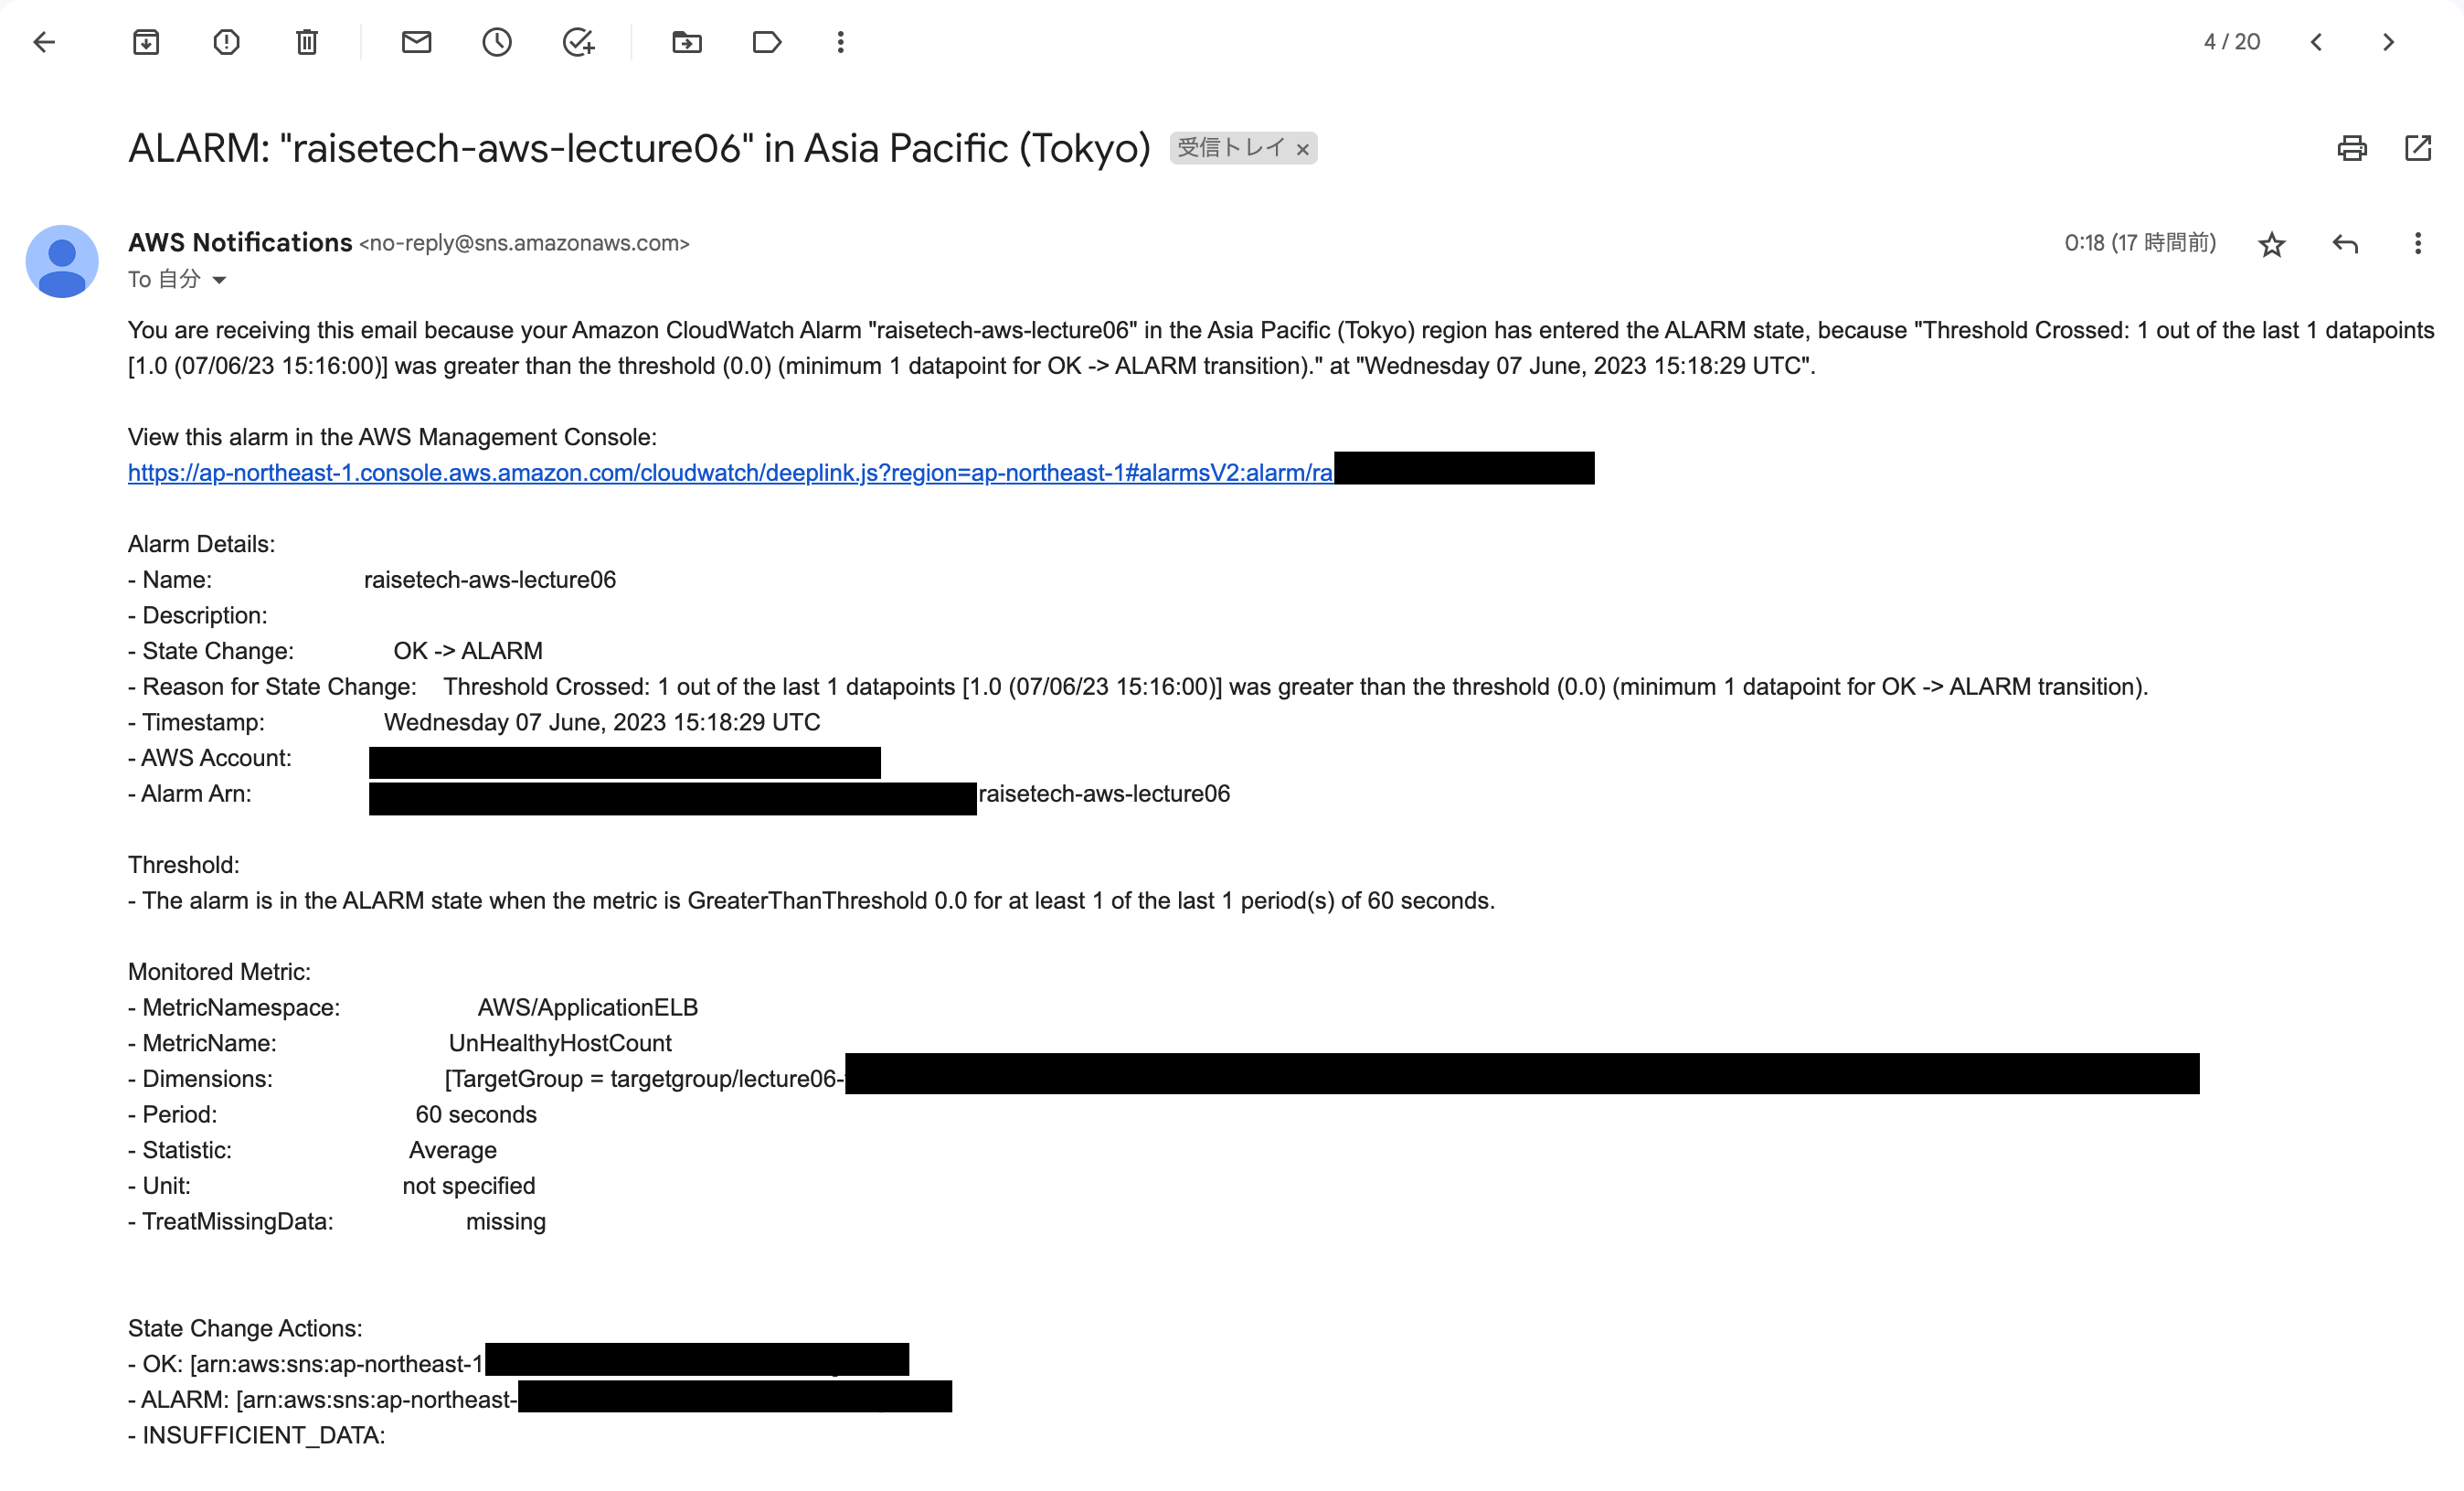 4 / 20
ALARM: "raisetech-aws-lecture06" in Asia Pacific (Tokyo) 受信トレイ ×
AWS Notifications <no-reply@sns.amazonaws.com>
0:18 (17 時間前)
To 自分
You are receiving this email because your Amazon CloudWatch Alarm "raisetech-aws-lecture06" in the Asia Pacific (Tokyo) region has entered the ALARM state, because "Threshold Crossed: 1 out of the last 1 datapoints
[1.0 (07/06/23 15:16:00)] was greater than the threshold (0.0) (minimum 1 datapoint for OK -> ALARM transition)." at "Wednesday 07 June, 2023 15:18:29 UTC".
View this alarm in the AWS Management Console:
https://ap-northeast-1.console.aws.amazon.com/cloudwatch/deeplink.js?region=ap-northeast-1#alarmsV2:alarm/ra
Alarm Details:
- Name: raisetech-aws-lecture06
- Description:
- State Change: OK -> ALARM
- Reason for State Change: Threshold Crossed: 1 out of the last 1 datapoints [1.0 (07/06/23 15:16:00)] was greater than the threshold (0.0) (minimum 1 datapoint for OK -> ALARM transition).
- Timestamp: Wednesday 07 June, 2023 15:18:29 UTC
- AWS Account:
- Alarm Arn: raisetech-aws-lecture06
Threshold:
- The alarm is in the ALARM state when the metric is GreaterThanThreshold 0.0 for at least 1 of the last 1 period(s) of 60 seconds.
Monitored Metric:
- MetricNamespace: AWS/ApplicationELB
- MetricName: UnHealthyHostCount
- Dimensions: [TargetGroup = targetgroup/lecture06-
- Period: 60 seconds
- Statistic: Average
- Unit: not specified
- TreatMissingData: missing
State Change Actions:
- OK: [arn:aws:sns:ap-northeast-1
- ALARM: [arn:aws:sns:ap-northeast-
- INSUFFICIENT_DATA: